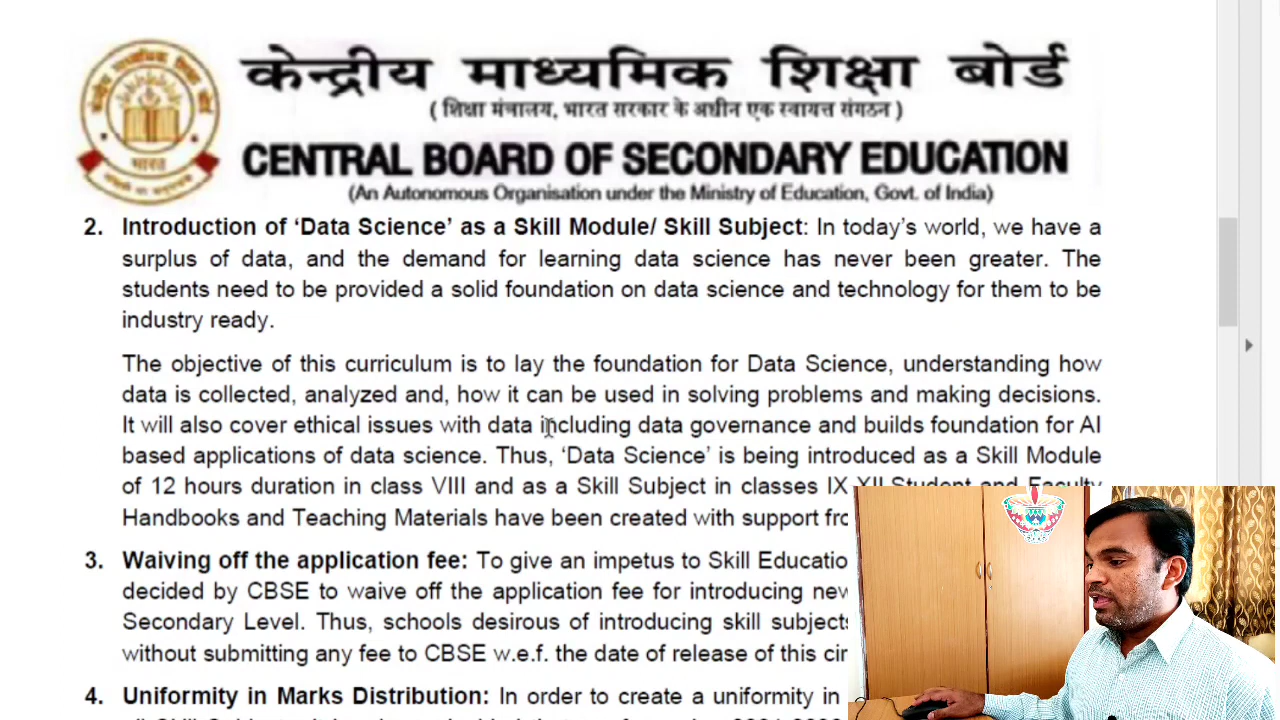 केन्द्रीय माध्यमिक शिक्षा बोर्ड
( शिक्षा मंत्रालय, भारत सरकार के अधीन एक स्वायत्त संगठन )
CENTRAL BOARD OF SECONDARY EDUCATION
(An Autonomous Organisation under the Ministry of Education, Govt. of India)
भारत
2. Introduction of ‘Data Science’ as a Skill Module/ Skill Subject: In today’s world, we have a
surplus of data, and the demand for learning data science has never been greater. The
students need to be provided a solid foundation on data science and technology for them to be
industry ready.
The objective of this curriculum is to lay the foundation for Data Science, understanding how
data is collected, analyzed and, how it can be used in solving problems and making decisions.
It will also cover ethical issues with data including data governance and builds foundation for AI
based applications of data science. Thus, ‘Data Science’ is being introduced as a Skill Module
of 12 hours duration in class VIII and as a Skill Subject in classes IX-XII.Student and Faculty
Handbooks and Teaching Materials have been created with support
3. Waiving off the application fee: To give an impetus to Skill
decided by CBSE to waive off the application fee for introducing
Secondary Level. Thus, schools desirous of introducing skill
without submitting any fee to CBSE w.e.f. the date of release of this
4. Uniformity in Marks Distribution: In order to create a uniformity in